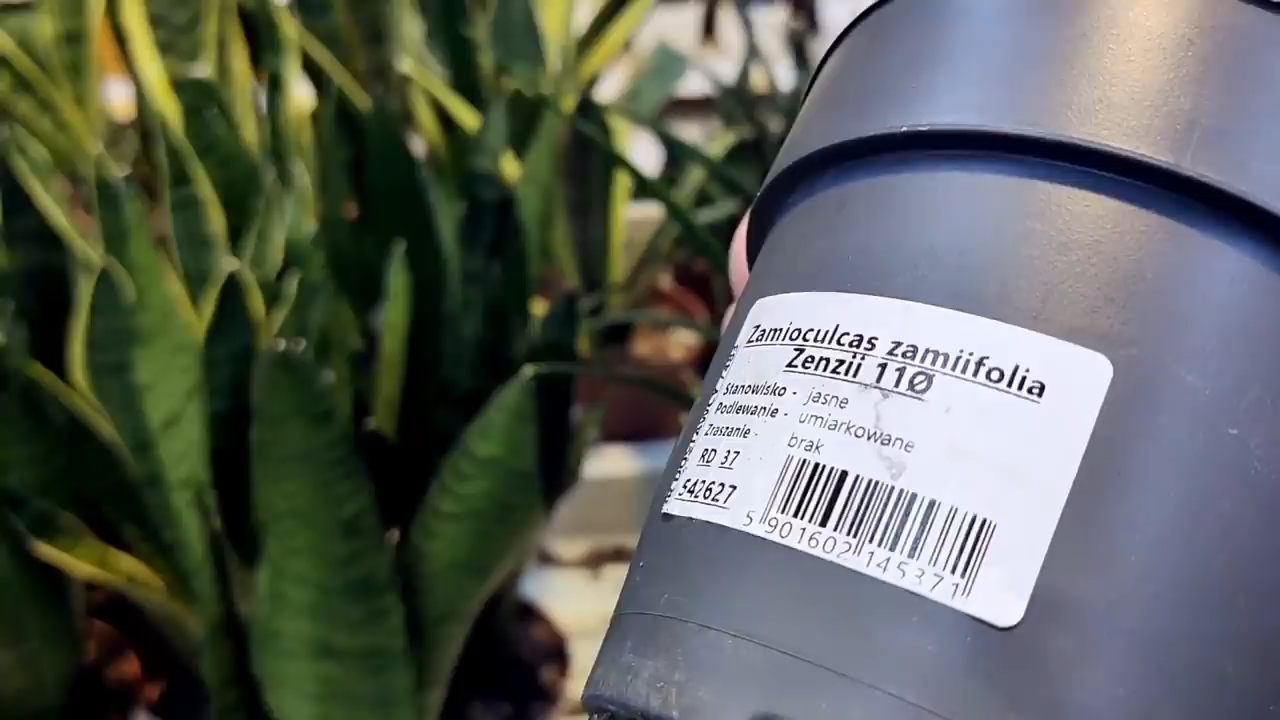 Zamioculcas zamiifolia
Zenzii 11Ø
Stanowisko - jasne
Podlewanie - umiarkowane
Zraszanie - brak
RD 37
542627
5 901602 145371